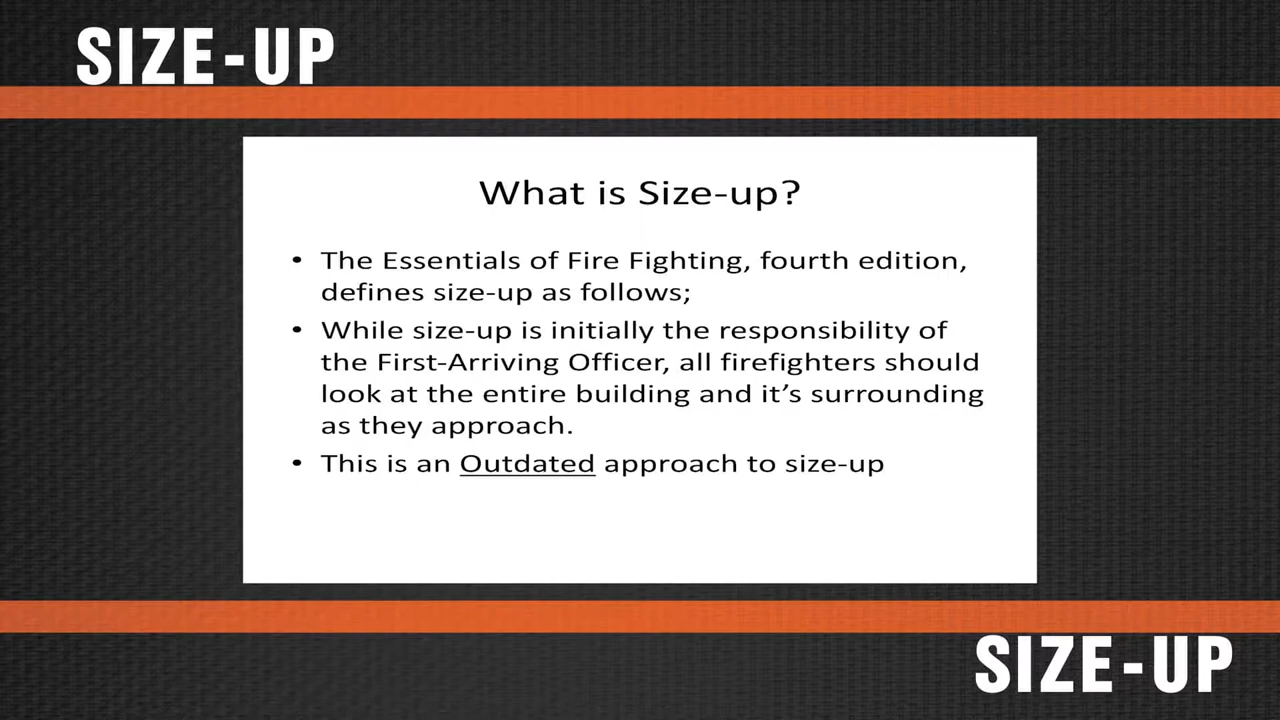 SIZE-UP
What is Size-up?
• The Essentials of Fire Fighting, fourth edition,
defines size-up as follows;
• While size-up is initially the responsibility of
the First-Arriving Officer, all firefighters should
look at the entire building and it’s surrounding
as they approach.
• This is an Outdated approach to size-up
SIZE-UP